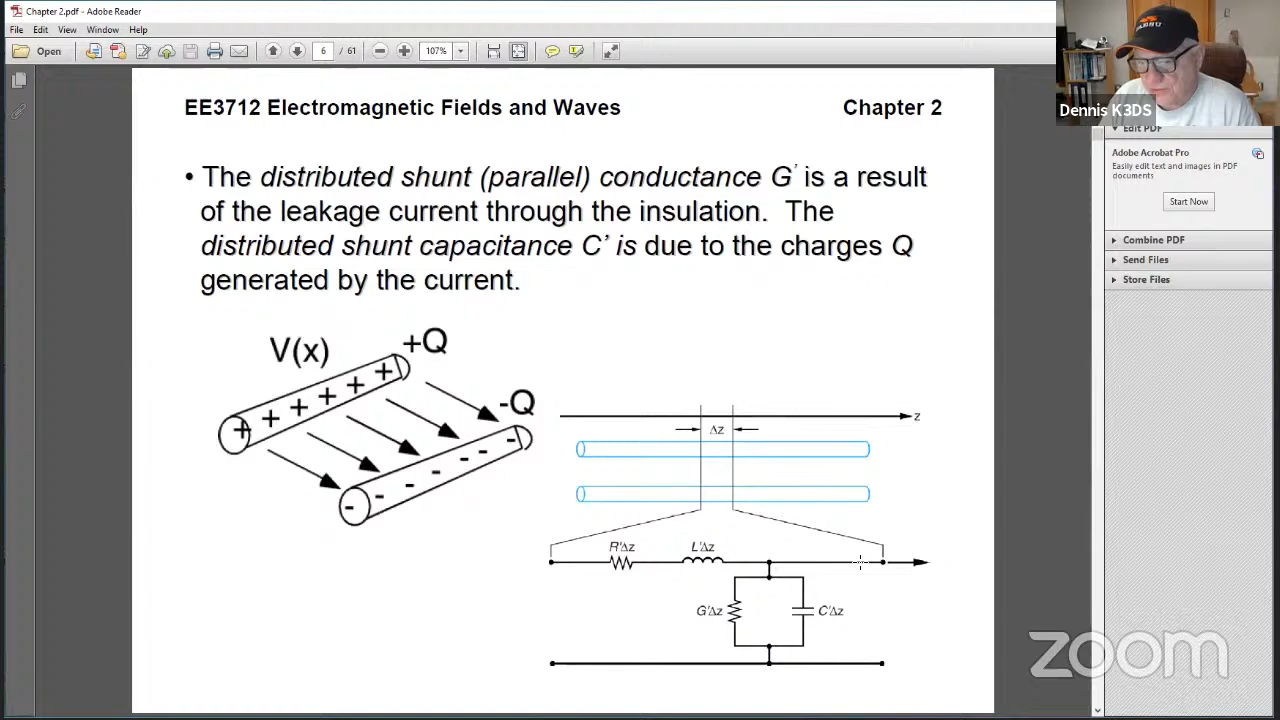 Chapter 2.pdf - Adobe Reader
File Edit View Window Help
Open
6 / 61
107%
Dennis K3DS
Edit PDF
Adobe Acrobat Pro
Easily edit text and images in PDF
documents
Start Now
Combine PDF
Send Files
Store Files
EE3712 Electromagnetic Fields and Waves Chapter 2
• The distributed shunt (parallel) conductance G' is a result
of the leakage current through the insulation. The
distributed shunt capacitance C' is due to the charges Q
generated by the current.
V(x)
+Q
+ + + + + +
-Q
- - - - - - -
z
Δz
R'Δz L'Δz
G'Δz C'Δz
zoom